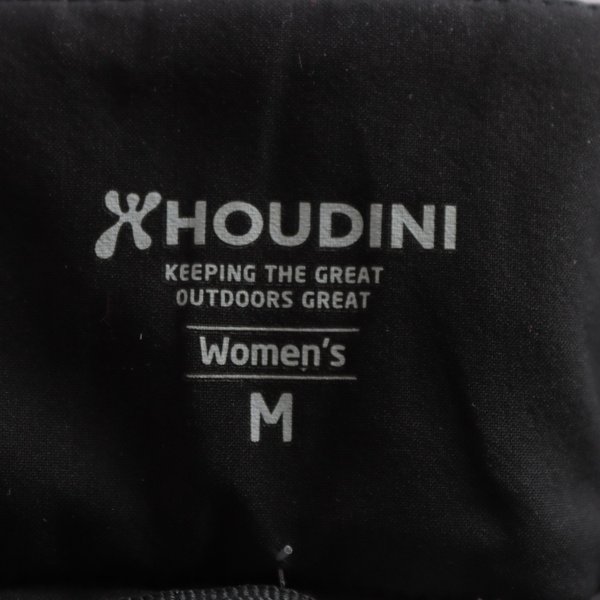 HOUDINI
KEEPING THE GREAT
OUTDOORS GREAT
Women's
M